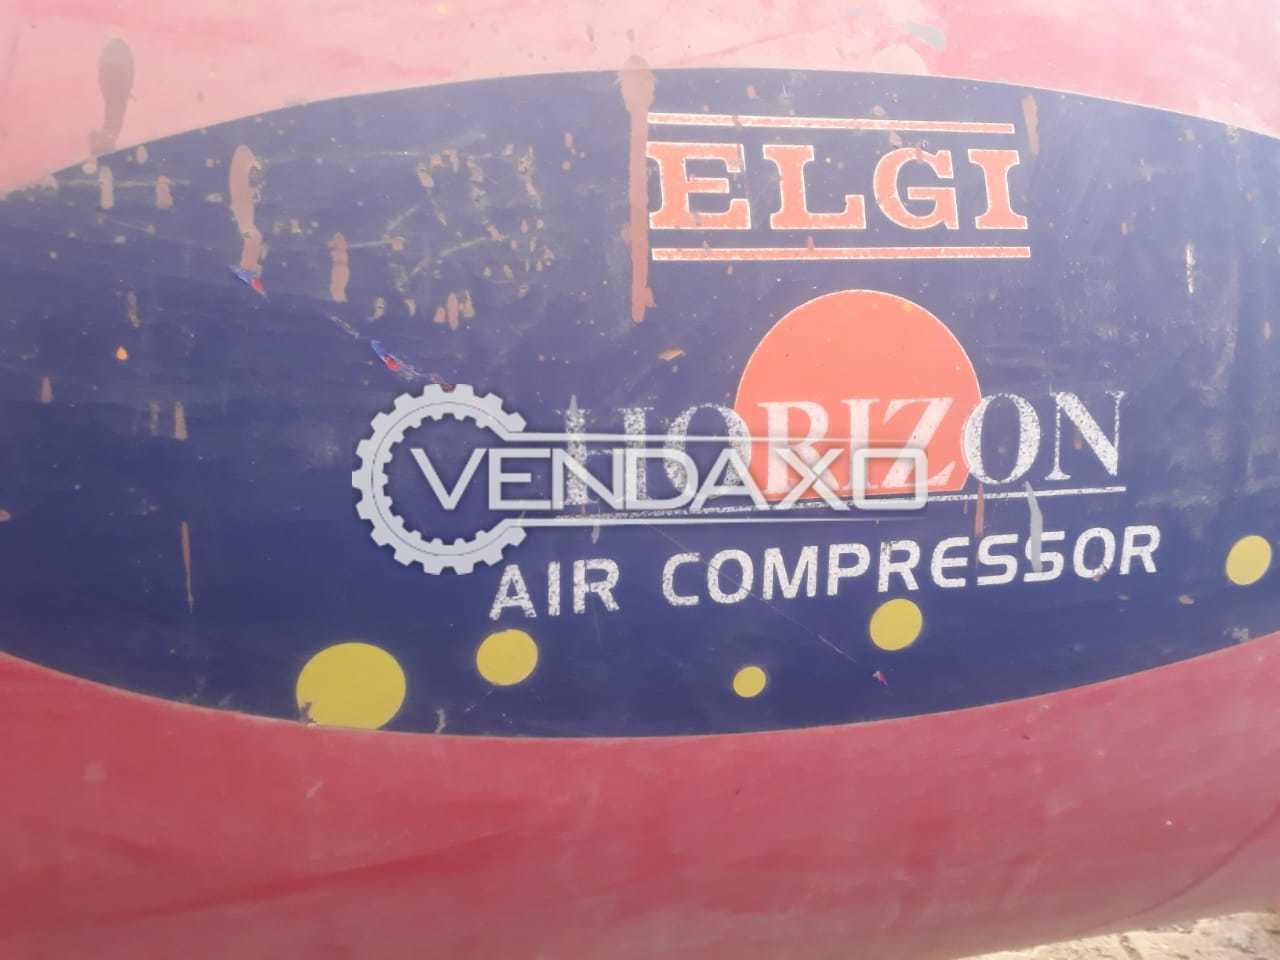 ELGI
HORIZON
VENDAXO
AIR COMPRESSOR